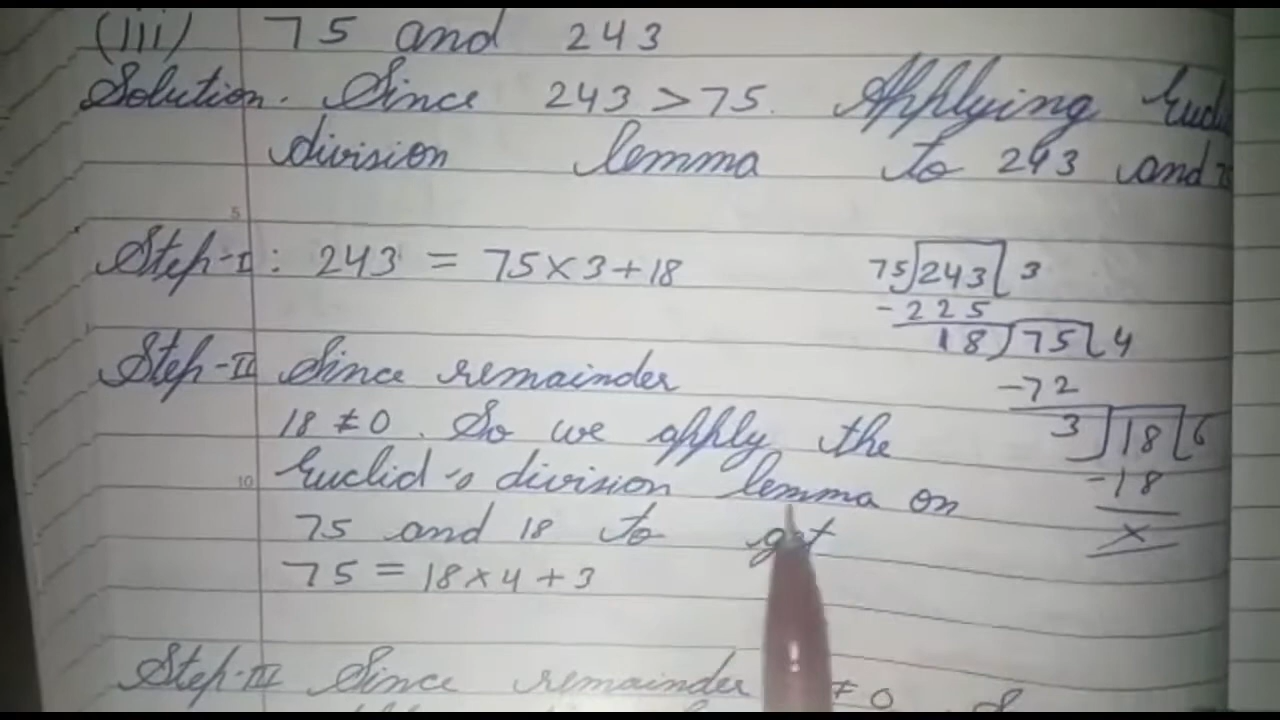 (iii) 75 and 243
Solution. Since 243 > 75. Applying
division lemma to 243 and
5
Step-I: 243 = 75 × 3 + 18
75)243(3
-225
18)75(4
-72
3)18(6
-18
×
Step-II Since remainder
18 ≠ 0. So we apply the
Euclid's division lemma on
10
75 and 18 to get
75 = 18 × 4 + 3
Step-III Since remainder ≠ 0